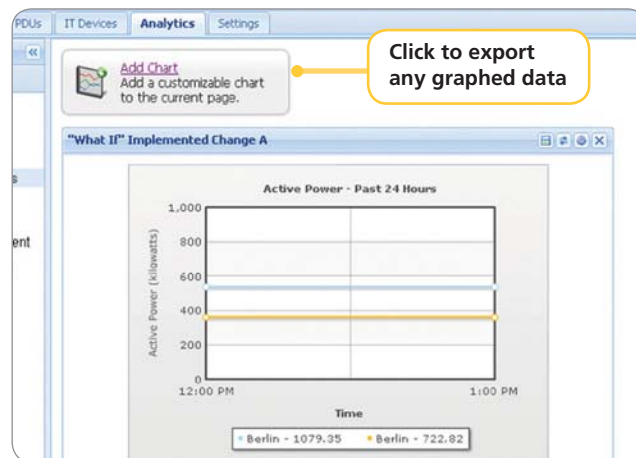 PDUs
IT Devices
Analytics
Settings
Add Chart
Add a customizable chart
to the current page.
Click to export
any graphed data
"What If" Implemented Change A
s
ent
Active Power - Past 24 Hours
Active Power (kilowatts)
1,000
800
600
400
200
0
12:00 PM
1:00 PM
Time
Berlin - 1079.35
Berlin - 722.82